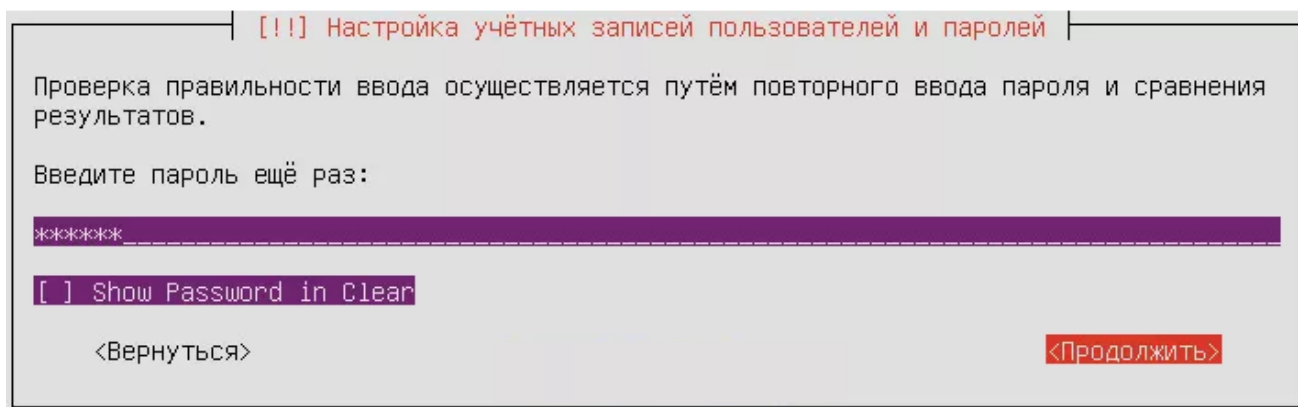 [!!] Настройка учётных записей пользователей и паролей
Проверка правильности ввода осуществляется путём повторного ввода пароля и сравнения
результатов.
Введите пароль ещё раз:
******
[ ] Show Password in Clear
<Вернуться> <Продолжить>